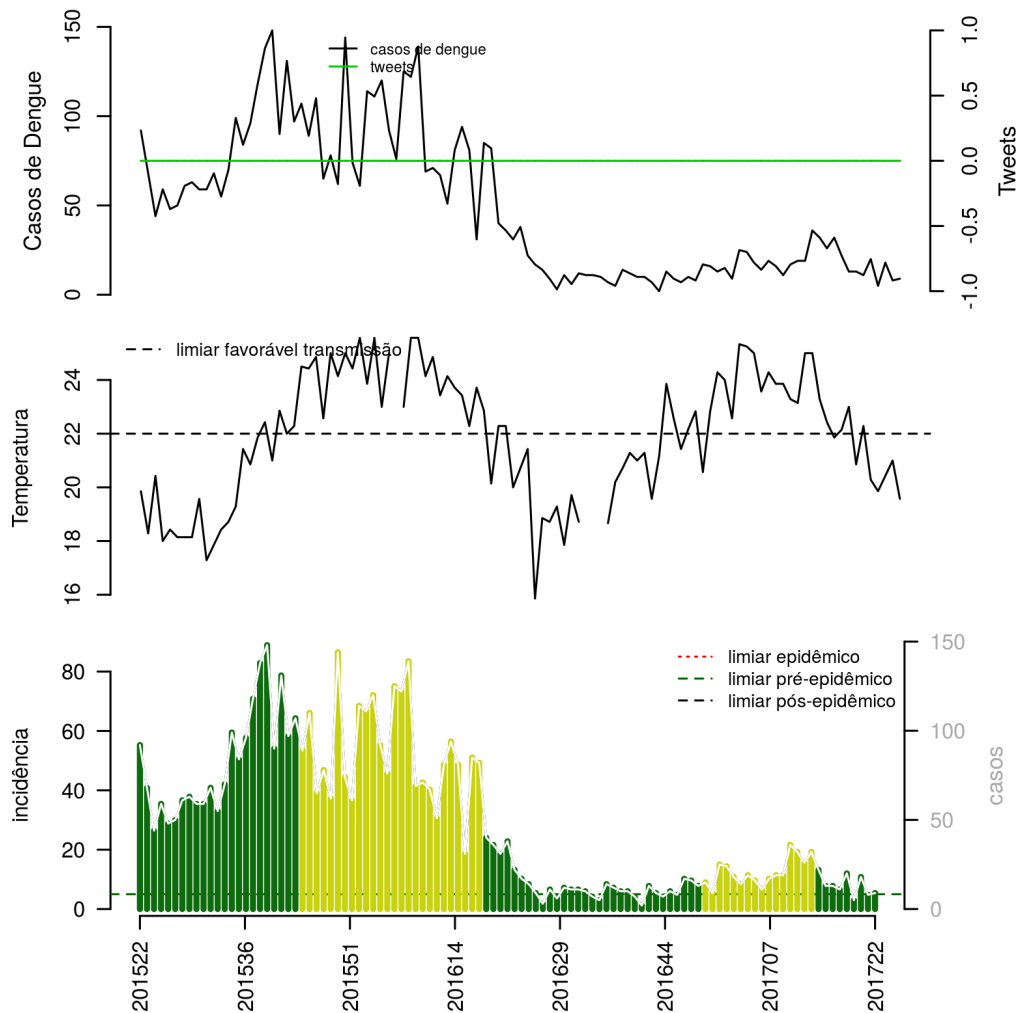 150
100
50
0
Casos de Dengue
casos de dengue
tweets
1.0
0.5
0.0
-0.5
-1.0
Tweets
limiar favorável transmissão
24
22
20
18
16
Temperatura
80
60
40
20
0
incidência
limiar epidêmico
limiar pré-epidêmico
limiar pós-epidêmico
150
100
50
0
casos
201522
201536
201551
201614
201629
201644
201707
201722